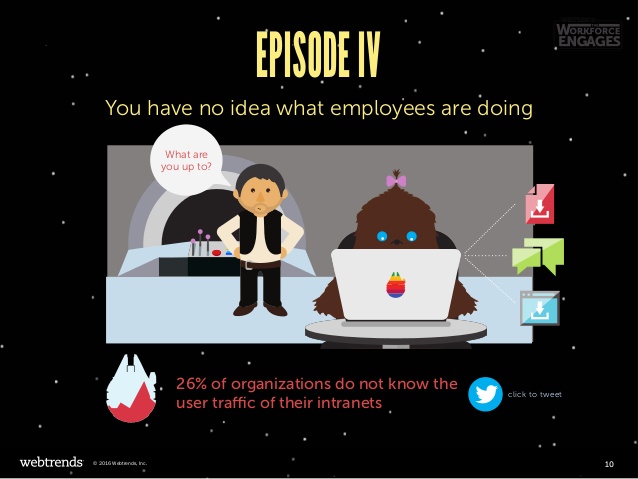 WORKFORCE
ENGAGES
EPISODE IV
You have no idea what employees are doing
What are
you up to?
26% of organizations do not know the
user traffic of their intranets
click to tweet
webtrends
© 2016 Webtrends, Inc.
10